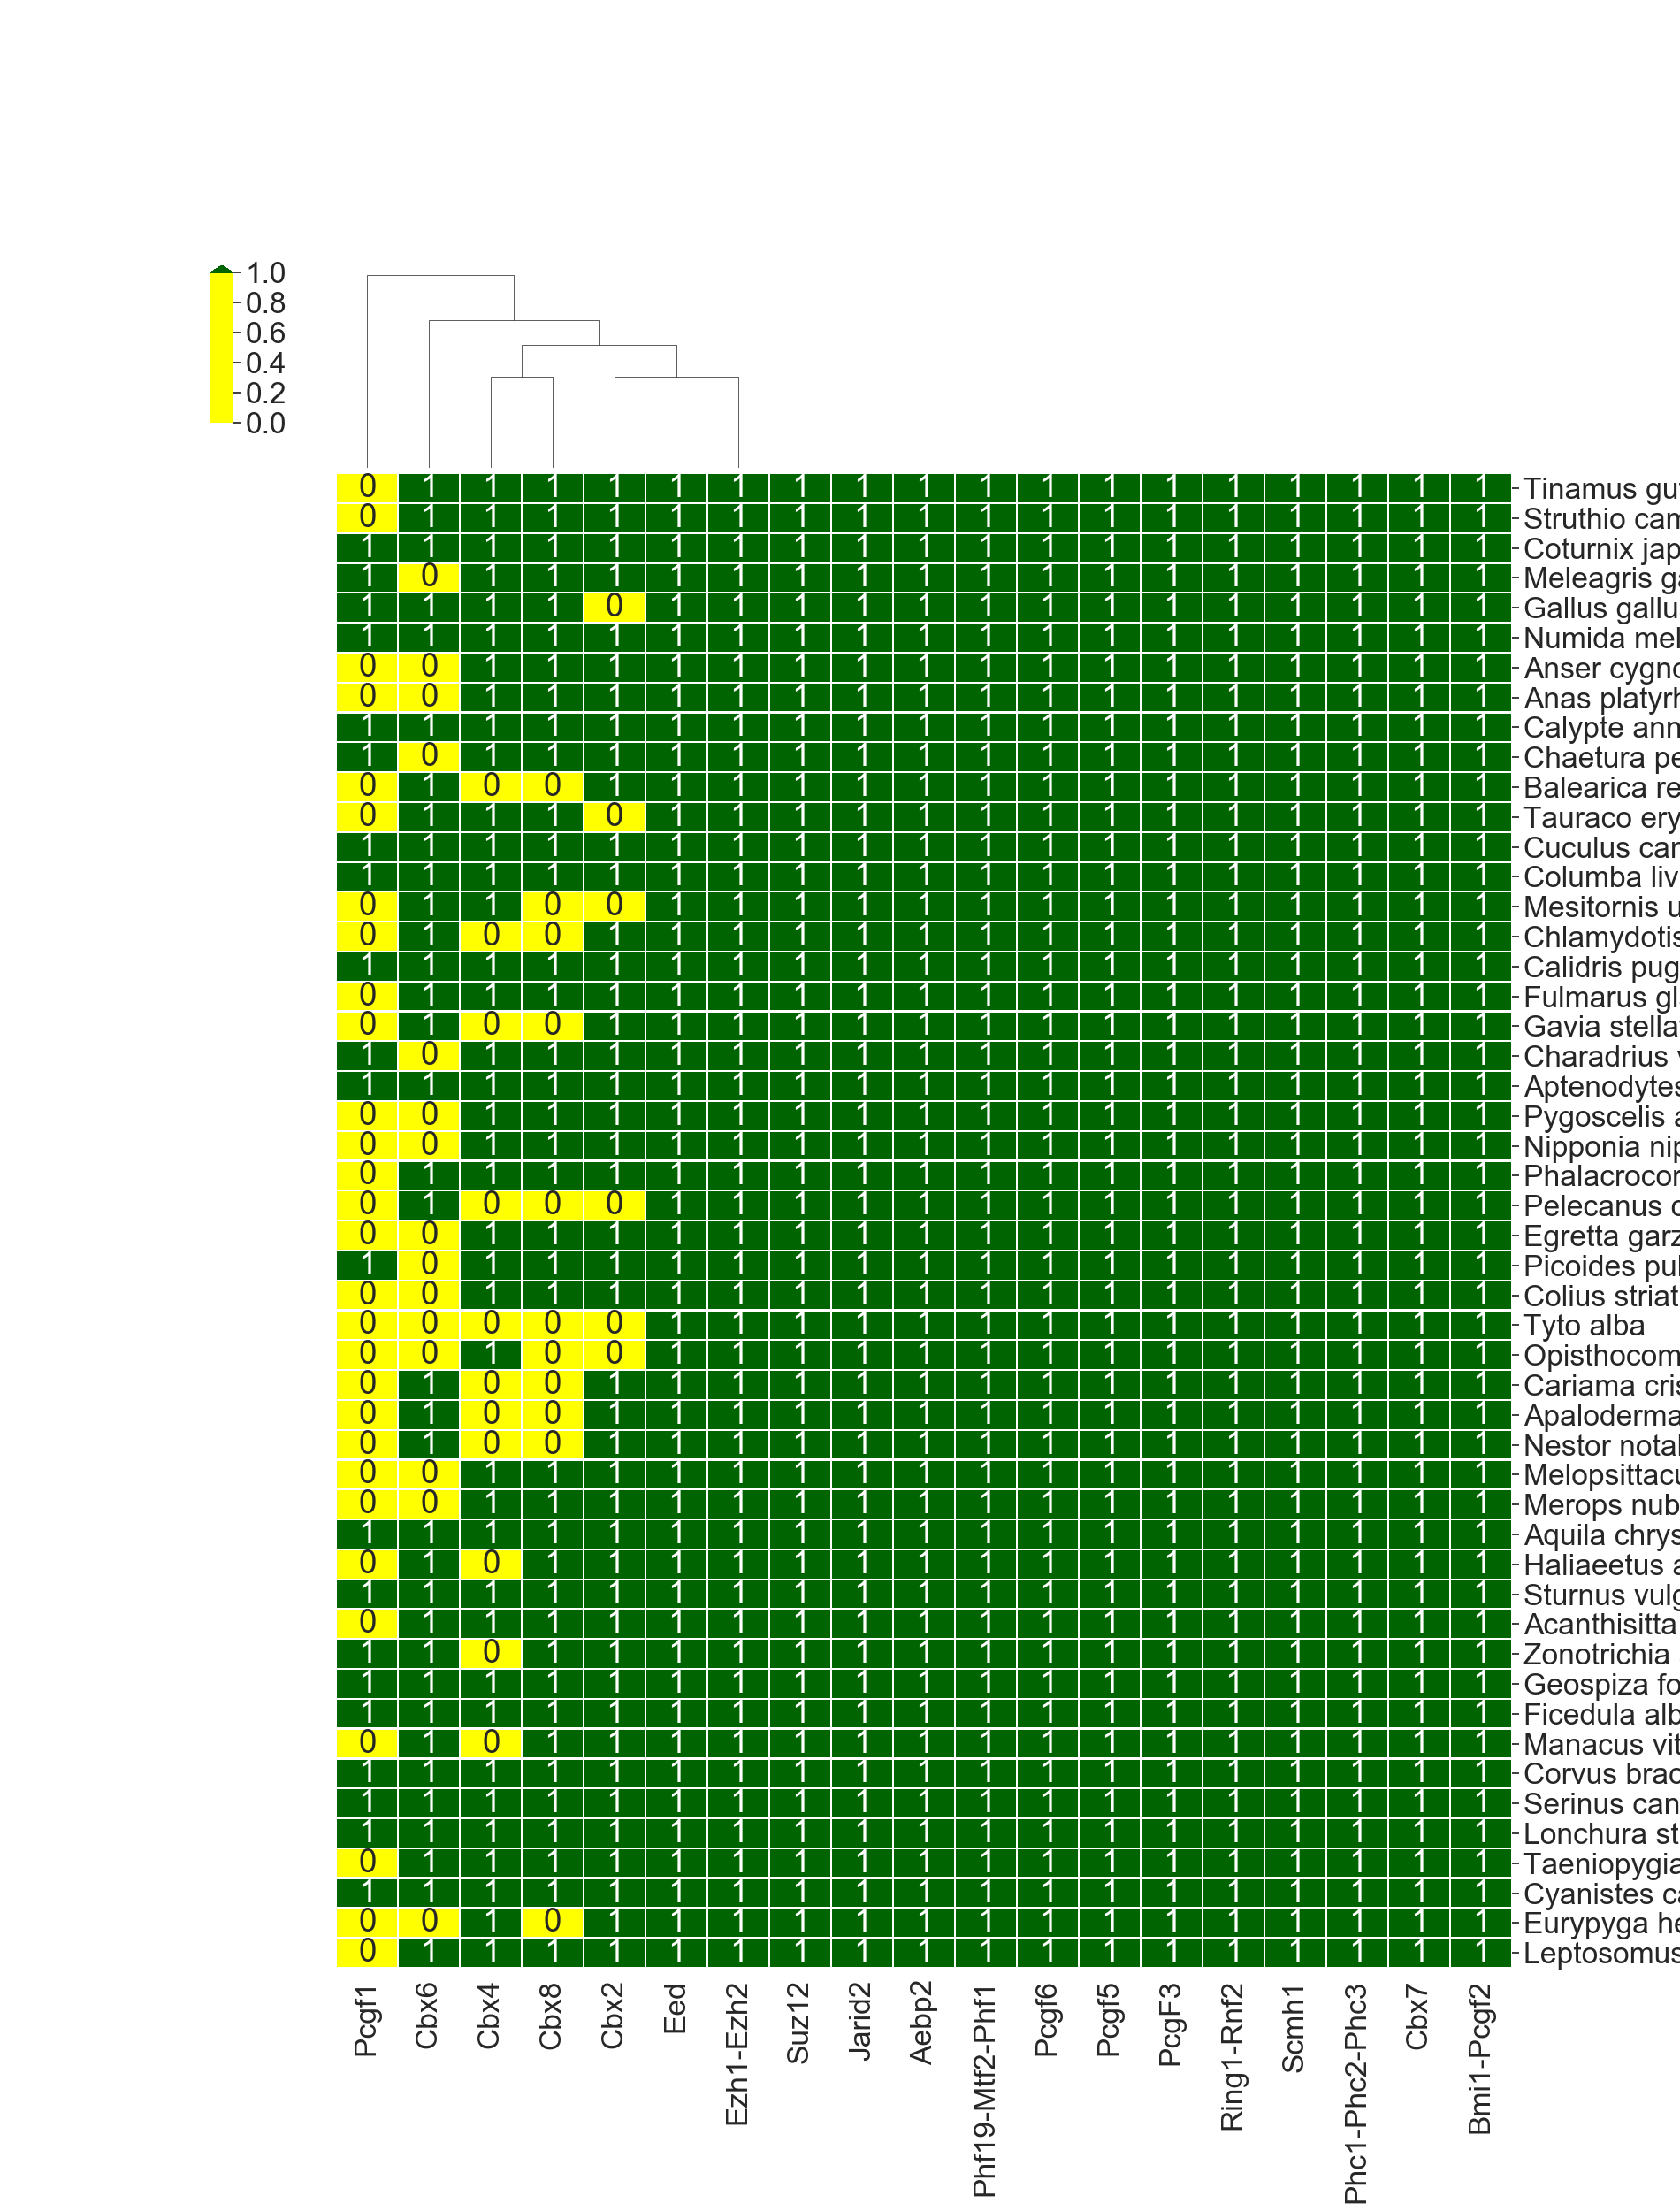 1.0
0.8
0.6
0.4
0.2
0.0
0 1 1 1 1 1 1 1 1 1 1 1 1 1 1 1 1 1 1 Tinamus gu
0 1 1 1 1 1 1 1 1 1 1 1 1 1 1 1 1 1 1 Struthio cam
1 1 1 1 1 1 1 1 1 1 1 1 1 1 1 1 1 1 1 Coturnix jap
1 0 1 1 1 1 1 1 1 1 1 1 1 1 1 1 1 1 1 Meleagris ga
1 1 1 1 0 1 1 1 1 1 1 1 1 1 1 1 1 1 1 Gallus gallu
1 1 1 1 1 1 1 1 1 1 1 1 1 1 1 1 1 1 1 Numida mel
0 0 1 1 1 1 1 1 1 1 1 1 1 1 1 1 1 1 1 Anser cygno
0 0 1 1 1 1 1 1 1 1 1 1 1 1 1 1 1 1 1 Anas platyrh
1 1 1 1 1 1 1 1 1 1 1 1 1 1 1 1 1 1 1 Calypte ann
1 0 1 1 1 1 1 1 1 1 1 1 1 1 1 1 1 1 1 Chaetura pe
0 1 0 0 1 1 1 1 1 1 1 1 1 1 1 1 1 1 1 Balearica re
0 1 1 1 0 1 1 1 1 1 1 1 1 1 1 1 1 1 1 Tauraco ery
1 1 1 1 1 1 1 1 1 1 1 1 1 1 1 1 1 1 1 Cuculus can
1 1 1 1 1 1 1 1 1 1 1 1 1 1 1 1 1 1 1 Columba liv
0 1 1 0 0 1 1 1 1 1 1 1 1 1 1 1 1 1 1 Mesitornis u
0 1 0 0 1 1 1 1 1 1 1 1 1 1 1 1 1 1 1 Chlamydotis
1 1 1 1 1 1 1 1 1 1 1 1 1 1 1 1 1 1 1 Calidris pug
0 1 1 1 1 1 1 1 1 1 1 1 1 1 1 1 1 1 1 Fulmarus gl
0 1 0 0 1 1 1 1 1 1 1 1 1 1 1 1 1 1 1 Gavia stella
1 0 1 1 1 1 1 1 1 1 1 1 1 1 1 1 1 1 1 Charadrius v
1 1 1 1 1 1 1 1 1 1 1 1 1 1 1 1 1 1 1 Aptenodytes
0 0 1 1 1 1 1 1 1 1 1 1 1 1 1 1 1 1 1 Pygoscelis a
0 0 1 1 1 1 1 1 1 1 1 1 1 1 1 1 1 1 1 Nipponia nip
0 1 1 1 1 1 1 1 1 1 1 1 1 1 1 1 1 1 1 Phalacrocor
0 1 0 0 0 1 1 1 1 1 1 1 1 1 1 1 1 1 1 Pelecanus c
0 0 1 1 1 1 1 1 1 1 1 1 1 1 1 1 1 1 1 Egretta garz
1 0 1 1 1 1 1 1 1 1 1 1 1 1 1 1 1 1 1 Picoides pub
0 0 1 1 1 1 1 1 1 1 1 1 1 1 1 1 1 1 1 Colius striat
0 0 0 0 0 1 1 1 1 1 1 1 1 1 1 1 1 1 1 Tyto alba
0 0 1 0 0 1 1 1 1 1 1 1 1 1 1 1 1 1 1 Opisthocom
0 1 0 0 1 1 1 1 1 1 1 1 1 1 1 1 1 1 1 Cariama cris
0 1 0 0 1 1 1 1 1 1 1 1 1 1 1 1 1 1 1 Apaloderma
0 1 0 0 1 1 1 1 1 1 1 1 1 1 1 1 1 1 1 Nestor notal
0 0 1 1 1 1 1 1 1 1 1 1 1 1 1 1 1 1 1 Melopsittacu
0 0 1 1 1 1 1 1 1 1 1 1 1 1 1 1 1 1 1 Merops nub
1 1 1 1 1 1 1 1 1 1 1 1 1 1 1 1 1 1 1 Aquila chrys
0 1 0 1 1 1 1 1 1 1 1 1 1 1 1 1 1 1 1 Haliaeetus a
1 1 1 1 1 1 1 1 1 1 1 1 1 1 1 1 1 1 1 Sturnus vulg
0 1 1 1 1 1 1 1 1 1 1 1 1 1 1 1 1 1 1 Acanthisitta
1 1 0 1 1 1 1 1 1 1 1 1 1 1 1 1 1 1 1 Zonotrichia
1 1 1 1 1 1 1 1 1 1 1 1 1 1 1 1 1 1 1 Geospiza fo
1 1 1 1 1 1 1 1 1 1 1 1 1 1 1 1 1 1 1 Ficedula alb
0 1 0 1 1 1 1 1 1 1 1 1 1 1 1 1 1 1 1 Manacus vit
1 1 1 1 1 1 1 1 1 1 1 1 1 1 1 1 1 1 1 Corvus brac
1 1 1 1 1 1 1 1 1 1 1 1 1 1 1 1 1 1 1 Serinus can
1 1 1 1 1 1 1 1 1 1 1 1 1 1 1 1 1 1 1 Lonchura st
0 1 1 1 1 1 1 1 1 1 1 1 1 1 1 1 1 1 1 Taeniopygia
1 1 1 1 1 1 1 1 1 1 1 1 1 1 1 1 1 1 1 Cyanistes ca
0 0 1 0 1 1 1 1 1 1 1 1 1 1 1 1 1 1 1 Eurypyga he
0 1 1 1 1 1 1 1 1 1 1 1 1 1 1 1 1 1 1 Leptosomus
Pcgf1
Cbx6
Cbx4
Cbx8
Cbx2
Eed
Ezh1-Ezh2
Suz12
Jarid2
Aebp2
Phf19-Mtf2-Phf1
Pcgf6
Pcgf5
PcgF3
Ring1-Rnf2
Scmh1
Phc1-Phc2-Phc3
Cbx7
Bmi1-Pcgf2